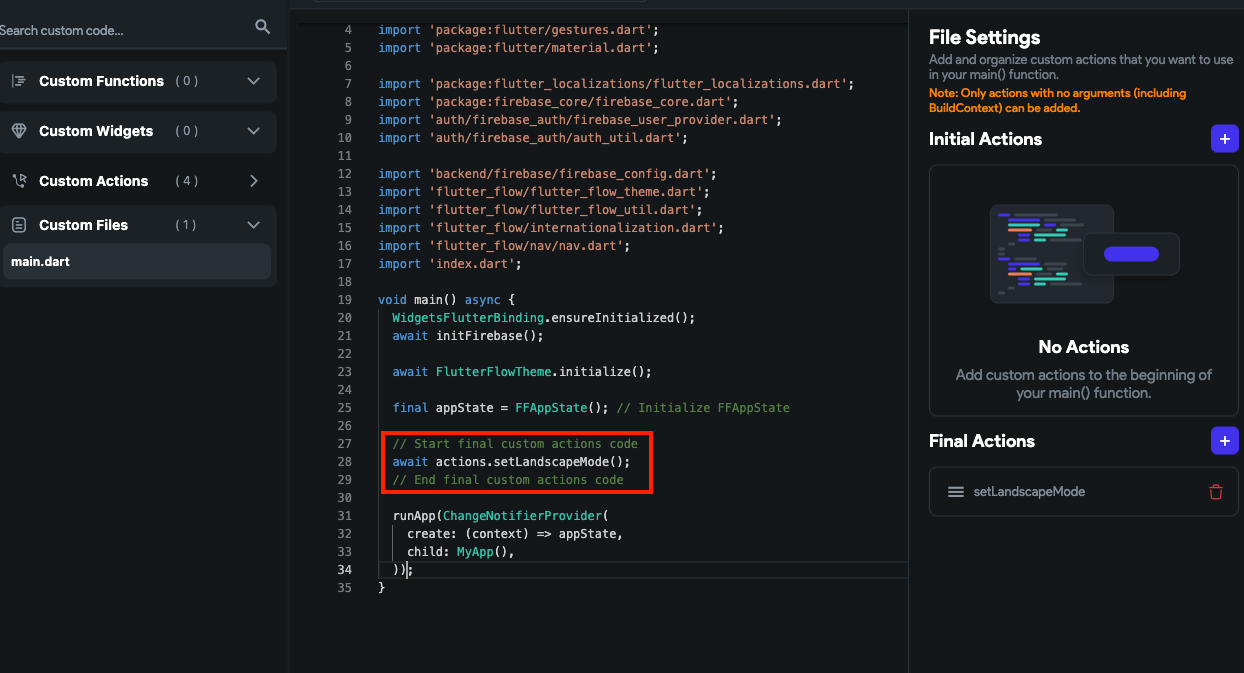 Search custom code...
Custom Functions ( 0 )
Custom Widgets ( 0 )
Custom Actions ( 4 )
Custom Files ( 1 )
main.dart
4 import 'package:flutter/gestures.dart';
5 import 'package:flutter/material.dart';
6
7 import 'package:flutter_localizations/flutter_localizations.dart';
8 import 'package:firebase_core/firebase_core.dart';
9 import 'auth/firebase_auth/firebase_user_provider.dart';
10 import 'auth/firebase_auth/auth_util.dart';
11
12 import 'backend/firebase/firebase_config.dart';
13 import 'flutter_flow/flutter_flow_theme.dart';
14 import 'flutter_flow/flutter_flow_util.dart';
15 import 'flutter_flow/internationalization.dart';
16 import 'flutter_flow/nav/nav.dart';
17 import 'index.dart';
18
19 void main() async {
20 WidgetsFlutterBinding.ensureInitialized();
21 await initFirebase();
22
23 await FlutterFlowTheme.initialize();
24
25 final appState = FFAppState(); // Initialize FFAppState
26
27 // Start final custom actions code
28 await actions.setLandscapeMode();
29 // End final custom actions code
30
31 runApp(ChangeNotifierProvider(
32 create: (context) => appState,
33 child: MyApp(),
34 ));
35 }
File Settings
Add and organize custom actions that you want to use
in your main() function.
Note: Only actions with no arguments (including
BuildContext) can be added.
Initial Actions
+
No Actions
Add custom actions to the beginning of
your main() function.
Final Actions
+
setLandscapeMode